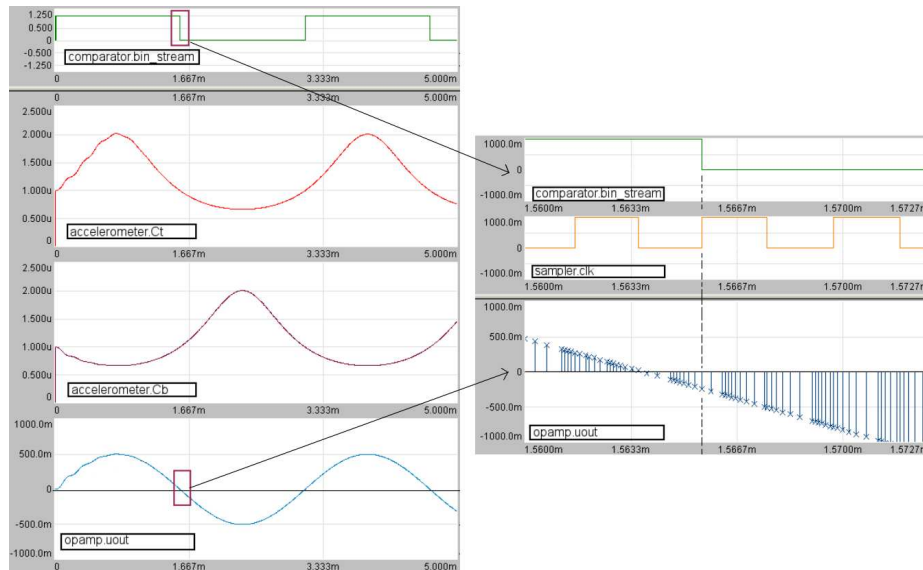 1.250
0.500
0
-0.500
-1.250
comparator.bin_stream
0 1.667m 3.333m 5.000m
2.500u
2.000u
1.500u
1.000u
0.500u
0
accelerometer.Ct
0 1.667m 3.333m 5.000m
2.500u
2.000u
1.500u
1.000u
0.500u
0
accelerometer.Cb
0 1.667m 3.333m 5.000m
1000.0m
500.0m
0
-500.0m
-1000.0m
opamp.uout
0 1.667m 3.333m 5.000m
1000.0m
0
-1000.0m
comparator.bin_stream
1.5600m 1.5633m 1.5667m 1.5700m 1.5727m
1000.0m
0
-1000.0m
sampler.clk
1.5600m 1.5633m 1.5667m 1.5700m 1.5727m
1000.0m
500.0m
0
-500.0m
-1000.0m
opamp.uout
1.5600m 1.5633m 1.5667m 1.5700m 1.5727m